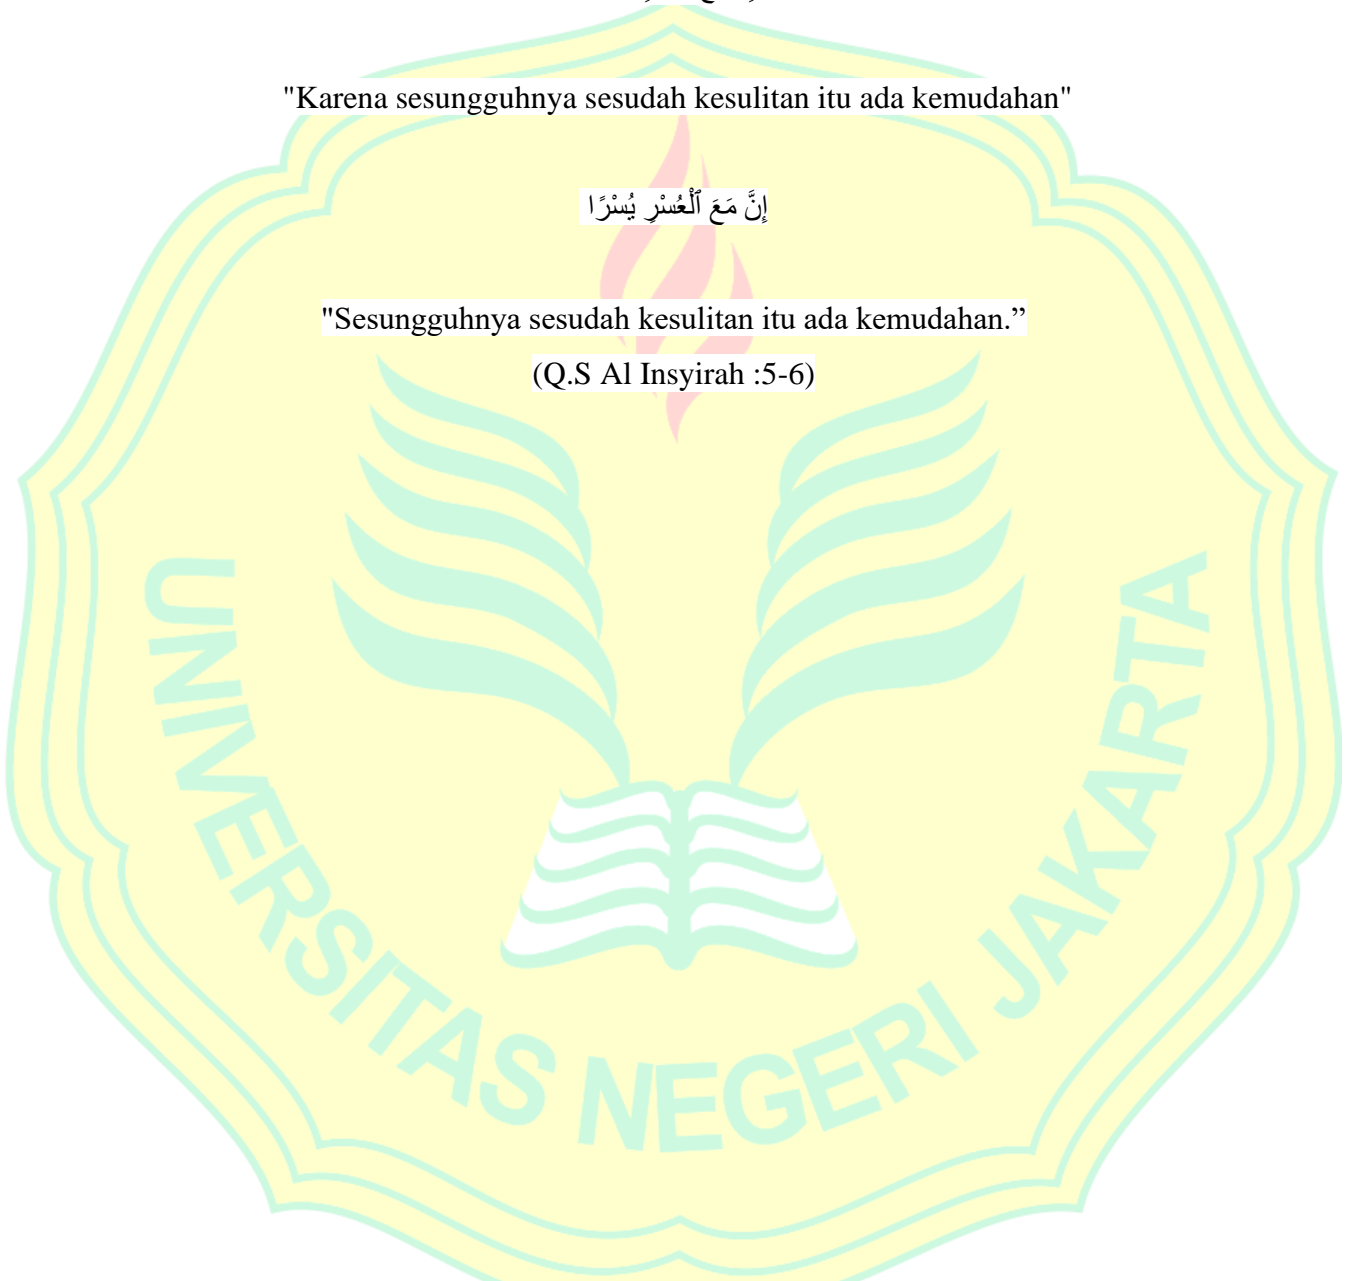 "Karena sesungguhnya sesudah kesulitan itu ada kemudahan"
إِنَّ مَعَ ٱلْعُسْرِ يُسْرًا
"Sesungguhnya sesudah kesulitan itu ada kemudahan.”
(Q.S Al Insyirah :5-6)
UNIVERSITAS NEGERI JAKARTA